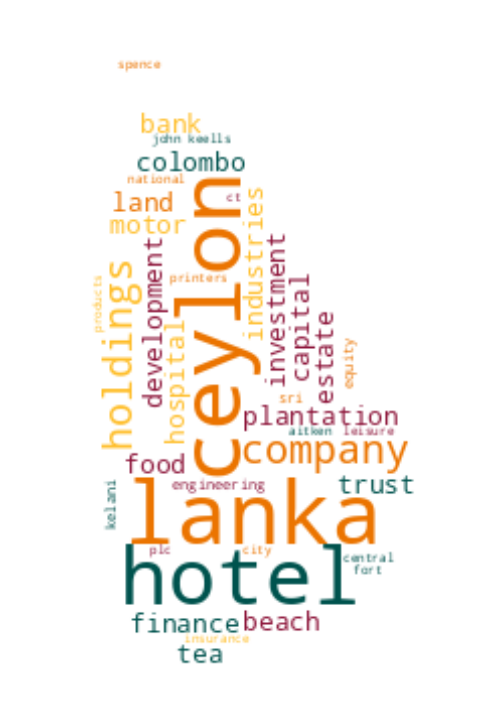 spence
bank
john keells
colombo
national
land
ct
motor
ceylon
industries
development
investment
holdings
products
printers
capital
hospital
estate
equity
sri
plantation
aitken leisure
company
food
engineering
trust
kelani
lanka
plc
city
hotel
central
fort
finance
beach
insurance
tea